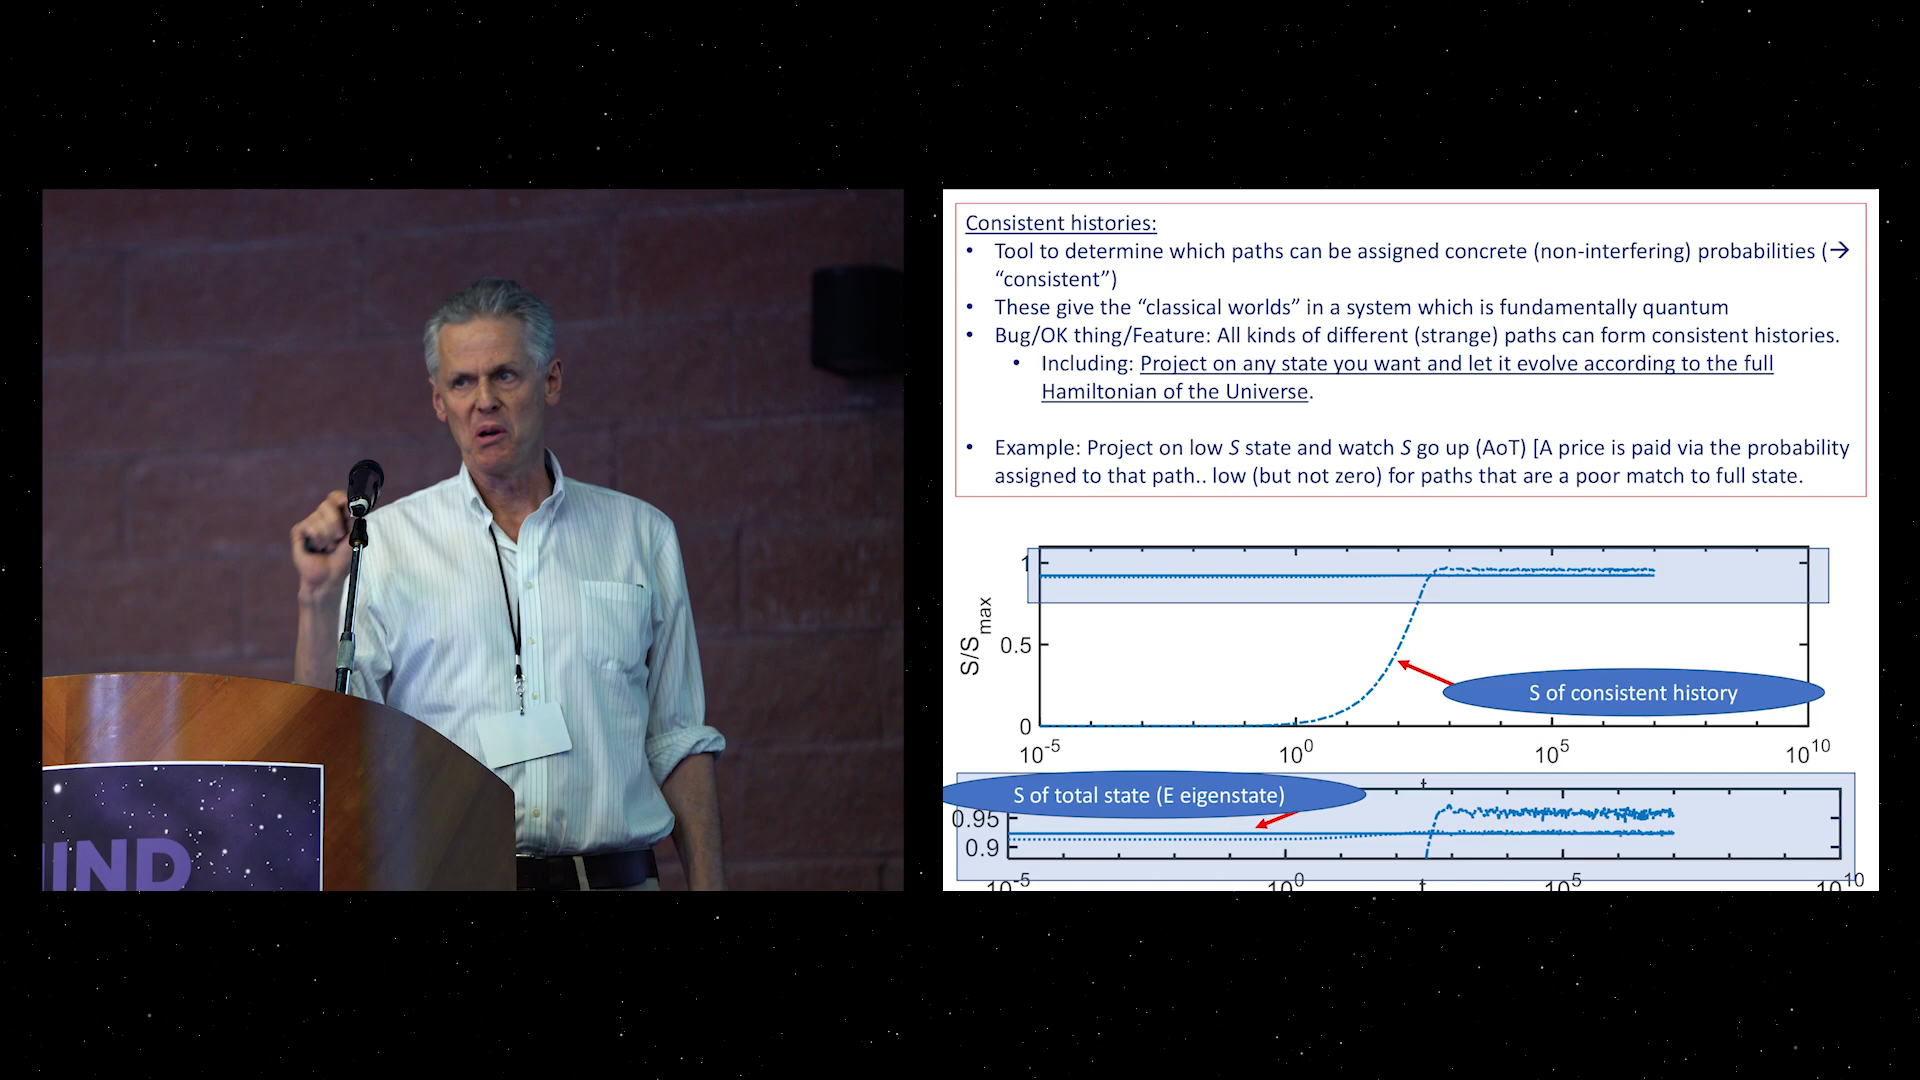 Consistent histories:
• Tool to determine which paths can be assigned concrete (non-interfering) probabilities (→
“consistent”)
• These give the “classical worlds” in a system which is fundamentally quantum
• Bug/OK thing/Feature: All kinds of different (strange) paths can form consistent histories.
• Including: Project on any state you want and let it evolve according to the full
Hamiltonian of the Universe.
• Example: Project on low S state and watch S go up (AoT) [A price is paid via the probability
assigned to that path.. low (but not zero) for paths that are a poor match to full state.
1
S/Smax
0.5
S of consistent history
0
10-5 100 105 1010
S of total state (E eigenstate)
0.95
0.9
10-5 100 t 105 1010
IND